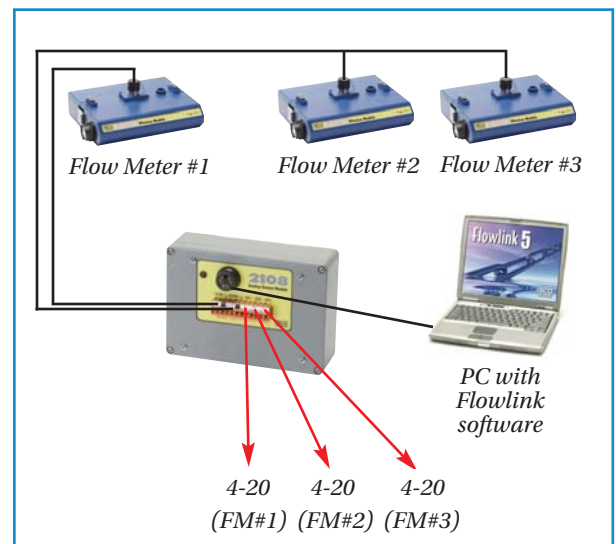 Flow Meter #1
Flow Meter #2
Flow Meter #3
2108
Flowlink 5
PC with
Flowlink
software
4-20
(FM#1)
4-20
(FM#2)
4-20
(FM#3)